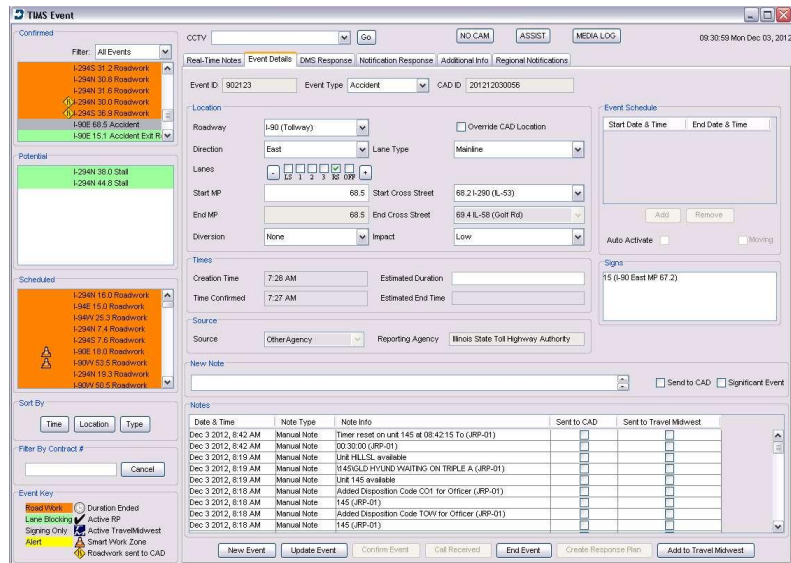 TIMS Event
Confirmed
Filter: All Events
I-294S 31.2 Roadwork
I-294N 30.8 Roadwork
I-294N 31.6 Roadwork
I-294N 30.0 Roadwork
I-294S 36.9 Roadwork
I-90E 68.5 Accident
I-90E 15.1 Accident Exit R
Potential
I-294N 38.0 Stall
I-294N 44.8 Stall
Scheduled
I-294N 16.0 Roadwork
I-94E 15.0 Roadwork
I-94W 25.3 Roadwork
I-294N 7.4 Roadwork
I-294S 7.6 Roadwork
I-90E 18.0 Roadwork
I-90W 53.5 Roadwork
I-294N 19.3 Roadwork
I-90W 50.5 Roadwork
Sort By
Time Location Type
Filter By Contract #
Cancel
Event Key
Road Work Duration Ended
Lane Blocking Active RP
Signing Only Active TravelMidwest
Alert Smart Work Zone
Roadwork sent to CAD
CCTV Go NO CAM ASSIST MEDIA LOG 09:30:59 Mon Dec 03, 2012
Real-Time Notes Event Details DMS Response Notification Response Additional Info Regional Notifications
Event ID 902123 Event Type Accident CAD ID 201212030056
Location
Roadway I-90 (Tollway) Override CAD Location
Direction East Lane Type Mainline
Lanes - LS 1 2 3 RS OFF +
Start MP 68.5 Start Cross Street 68.2 I-290 (IL-53)
End MP 68.5 End Cross Street 69.4 IL-58 (Golf Rd)
Diversion None Impact Low
Event Schedule
Start Date & Time End Date & Time
Add Remove
Auto Activate Moving
Times
Creation Time 7:28 AM Estimated Duration
Time Confirmed 7:27 AM Estimated End Time
Signs
15 (I-90 East MP 67.2)
Source
Source OtherAgency Reporting Agency Illinois State Toll Highway Authority
New Note
Send to CAD Significant Event
Notes
Date & Time Note Type Note Info Sent to CAD Sent to Travel Midwest
Dec 3 2012, 8:42 AM Manual Note Timer reset on unit 145 at 08:42:15 To (JRP-01)
Dec 3 2012, 8:42 AM Manual Note 00:30:00 (JRP-01)
Dec 3 2012, 8:19 AM Manual Note Unit HILLSL available
Dec 3 2012, 8:19 AM Manual Note \145\GLD HYUND WAITING ON TRIPLE A (JRP-01)
Dec 3 2012, 8:19 AM Manual Note Unit 145 available
Dec 3 2012, 8:18 AM Manual Note Added Disposition Code CO1 for Officer (JRP-01)
Dec 3 2012, 8:18 AM Manual Note 145 (JRP-01)
Dec 3 2012, 8:18 AM Manual Note Added Disposition Code TOW for Officer (JRP-01)
Dec 3 2012, 8:18 AM Manual Note 145 (JRP-01)
New Event Update Event Confirm Event Call Received End Event Create Response Plan Add to Travel Midwest